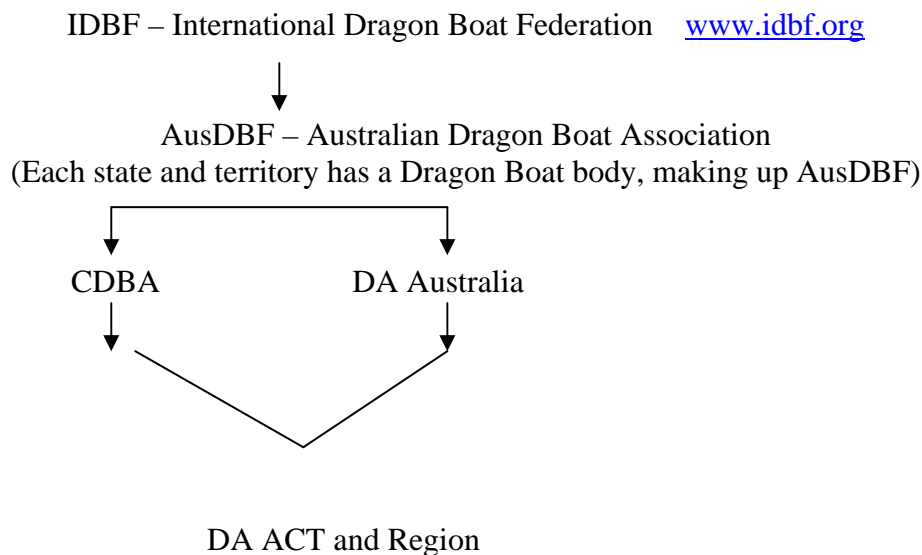 IDBF – International Dragon Boat Federation www.idbf.org
AusDBF – Australian Dragon Boat Association
(Each state and territory has a Dragon Boat body, making up AusDBF)
CDBA DA Australia
DA ACT and Region